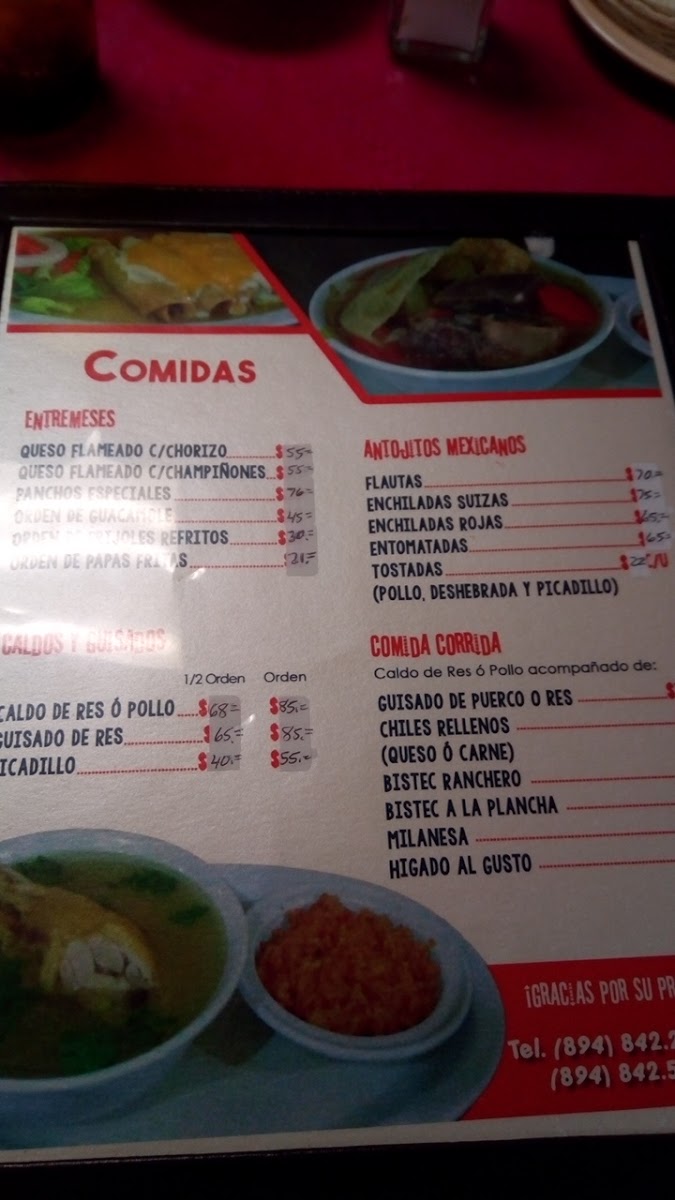 COMIDAS
ENTREMESES
QUESO FLAMEADO C/CHORIZO $55=
QUESO FLAMEADO C/CHAMPIÑONES $55=
PANCHOS ESPECIALES $76=
ORDEN DE GUACAMOLE $45=
ORDEN DE FRIJOLES REFRITOS $30.=
ORDEN DE PAPAS FRITAS $21.=
CALDOS Y GUISADOS
1/2 Orden Orden
CALDO DE RES Ó POLLO $68= $85.=
GUISADO DE RES $65.= $85.=
PICADILLO $40.= $55.=
ANTOJITOS MEXICANOS
FLAUTAS $70.=
ENCHILADAS SUIZAS $75=
ENCHILADAS ROJAS $65.=
ENTOMATADAS $65=
TOSTADAS $22=C/U
(POLLO, DESHEBRADA Y PICADILLO)
COMIDA CORRIDA
Caldo de Res ó Pollo acompañado de:
GUISADO DE PUERCO O RES $
CHILES RELLENOS
(QUESO Ó CARNE)
BISTEC RANCHERO
BISTEC A LA PLANCHA
MILANESA
HIGADO AL GUSTO
¡GRACIAS POR SU PR
Tel. (894) 842.2
(894) 842.5